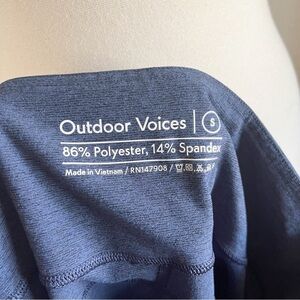 Outdoor Voices | S
86% Polyester, 14% Spandex
Made in Vietnam / RN147908 /